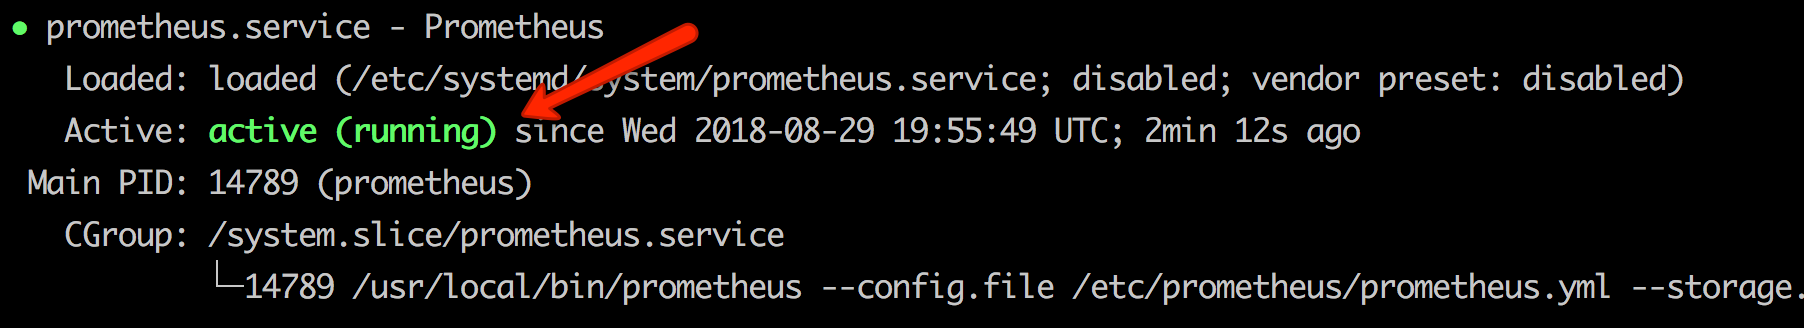 ● prometheus.service - Prometheus
Loaded: loaded (/etc/systemd/system/prometheus.service; disabled; vendor preset: disabled)
Active: active (running) since Wed 2018-08-29 19:55:49 UTC; 2min 12s ago
Main PID: 14789 (prometheus)
CGroup: /system.slice/prometheus.service
└─14789 /usr/local/bin/prometheus --config.file /etc/prometheus/prometheus.yml --storage.